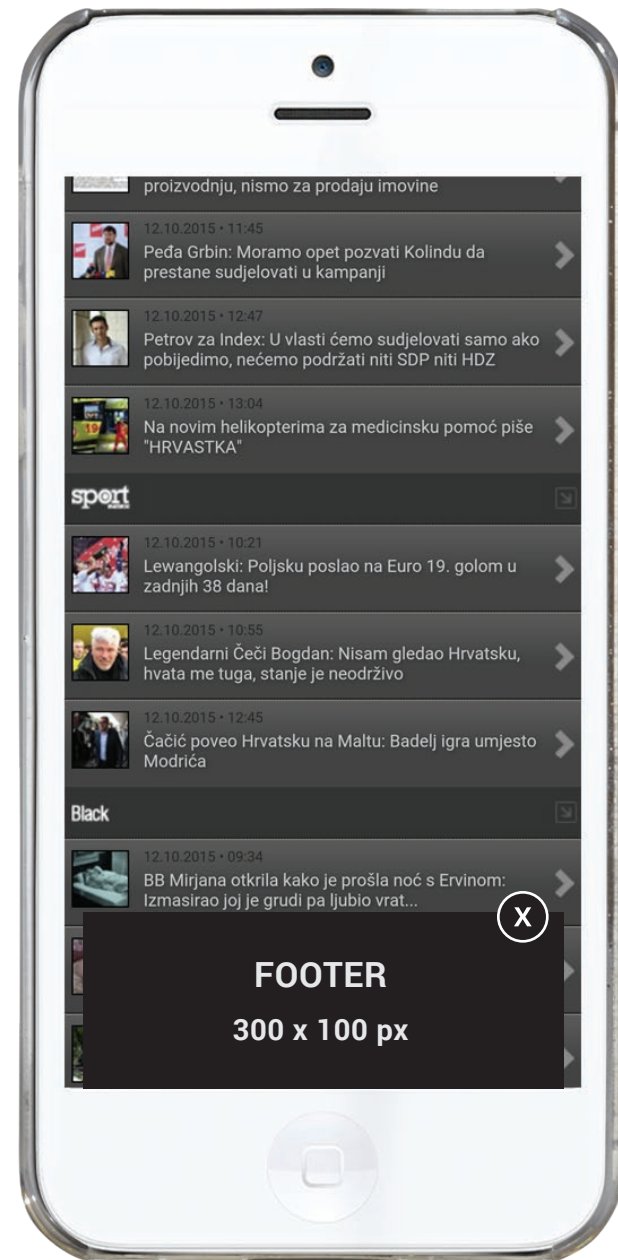 proizvodnju, nismo za prodaju imovine
12.10.2015 • 11:45
Peđa Grbin: Moramo opet pozvati Kolindu da
prestane sudjelovati u kampanji
12.10.2015 • 12:47
Petrov za Index: U vlasti ćemo sudjelovati samo ako
pobijedimo, nećemo podržati niti SDP niti HDZ
12.10.2015 • 13:04
Na novim helikopterima za medicinsku pomoć piše
"HRVASTKA"
sport
INDEX
12.10.2015 • 10:21
Lewangolski: Poljsku poslao na Euro 19. golom u
zadnjih 38 dana!
12.10.2015 • 10:55
Legendarni Čeči Bogdan: Nisam gledao Hrvatsku,
hvata me tuga, stanje je neodrživo
12.10.2015 • 12:45
Čačić poveo Hrvatsku na Maltu: Badelj igra umjesto
Modrića
Black
12.10.2015 • 09:34
BB Mirjana otkrila kako je prošla noć s Ervinom:
Izmasirao joj je grudi pa ljubio vrat...
X
FOOTER
300 x 100 px